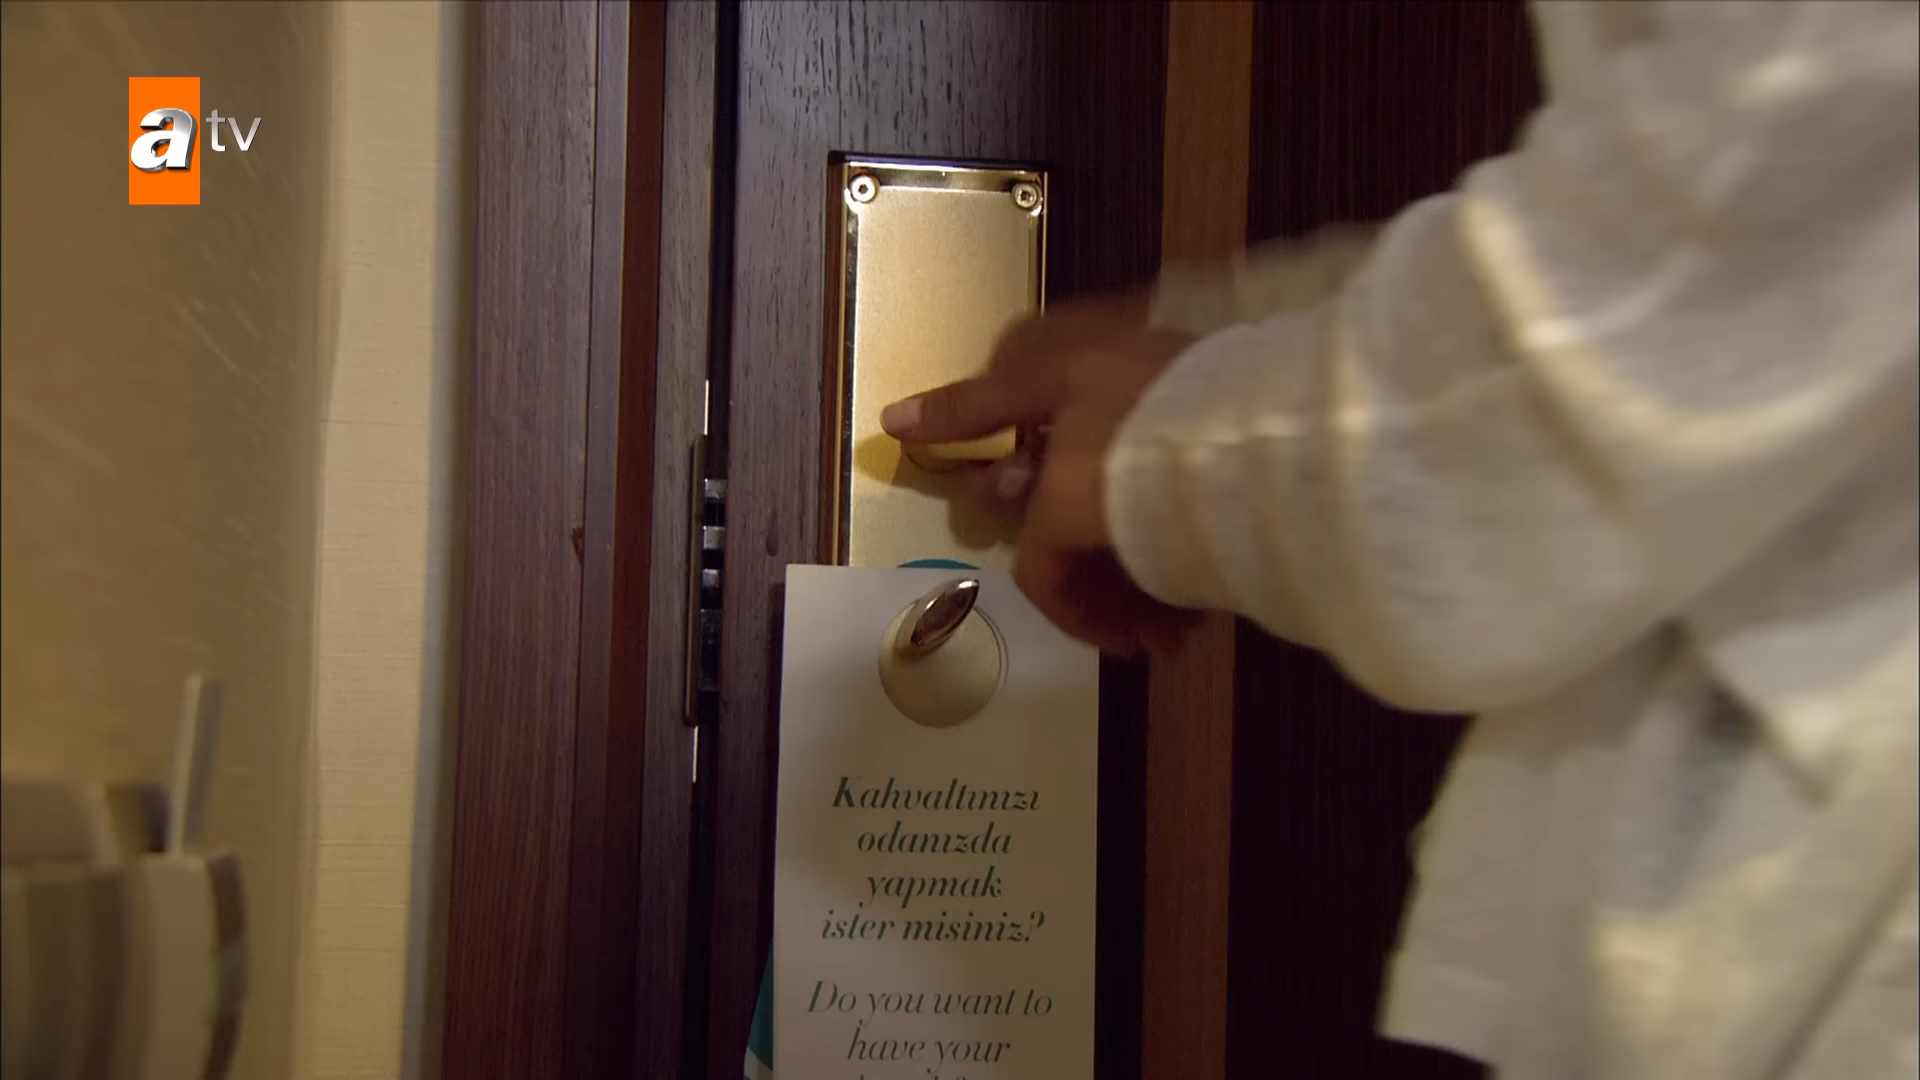 atv
Kahvaltınızı
odanızda
yapmak
ister misiniz?
Do you want to
have your